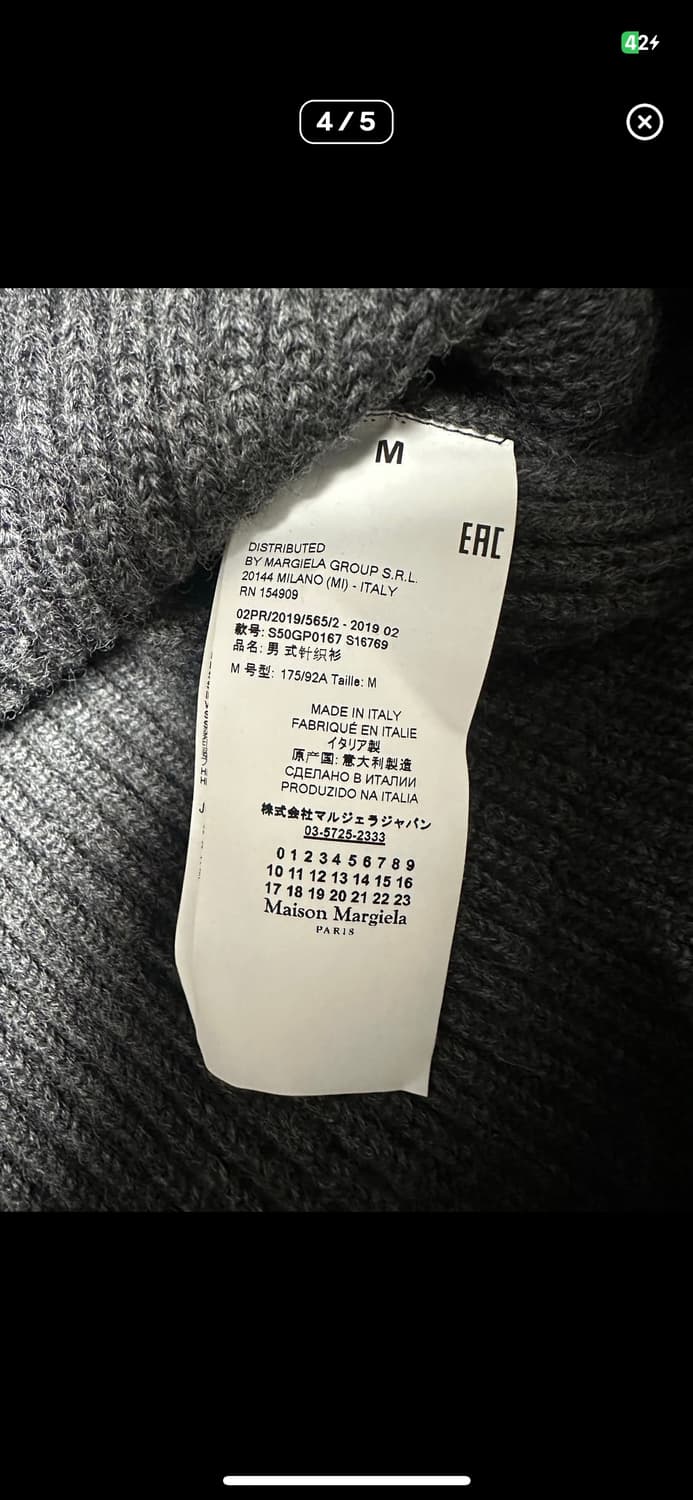 42
4/5
M
EAC
DISTRIBUTED
BY MARGIELA GROUP S.R.L.
20144 MILANO (MI) - ITALY
RN 154909
02PR/2019/565/2 - 2019 02
款号: S50GP0167 S16769
品名: 男 式针织衫
M 号型: 175/92A Taille: M
MADE IN ITALY
FABRIQUÉ EN ITALIE
イタリア製
原产国: 意大利製造
СДЕЛАНО В ИТАЛИИ
PRODUZIDO NA ITALIA
株式会社マルジェラジャパン
03-5725-2333
0 1 2 3 4 5 6 7 8 9
10 11 12 13 14 15 16
17 18 19 20 21 22 23
Maison Margiela
PARIS